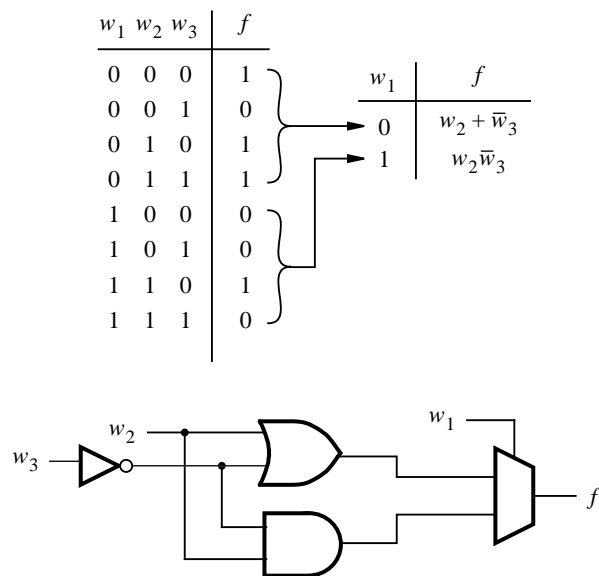 w₁ w₂ w₃ f
0 0 0 1
0 0 1 0
0 1 0 1
0 1 1 1
1 0 0 0
1 0 1 0
1 1 0 1
1 1 1 0
w₁ f
0 w₂ + w̅₃
1 w₂w̅₃
w₁
w₂
w₃
f